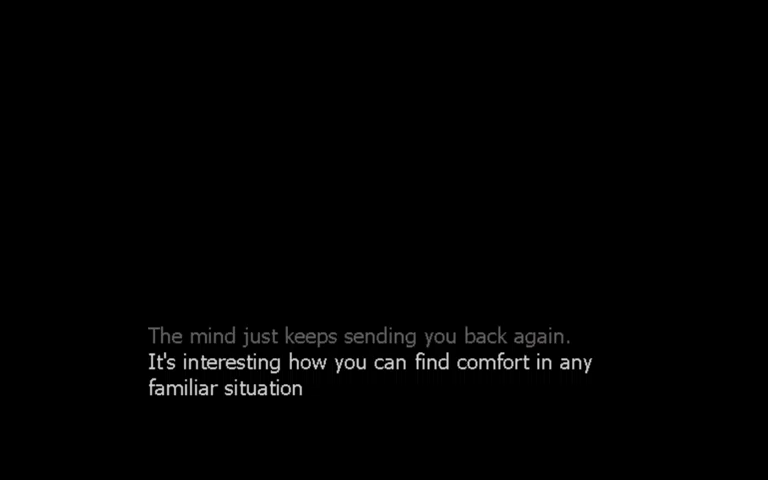 The mind just keeps sending you back again.
It's interesting how you can find comfort in any
familiar situation